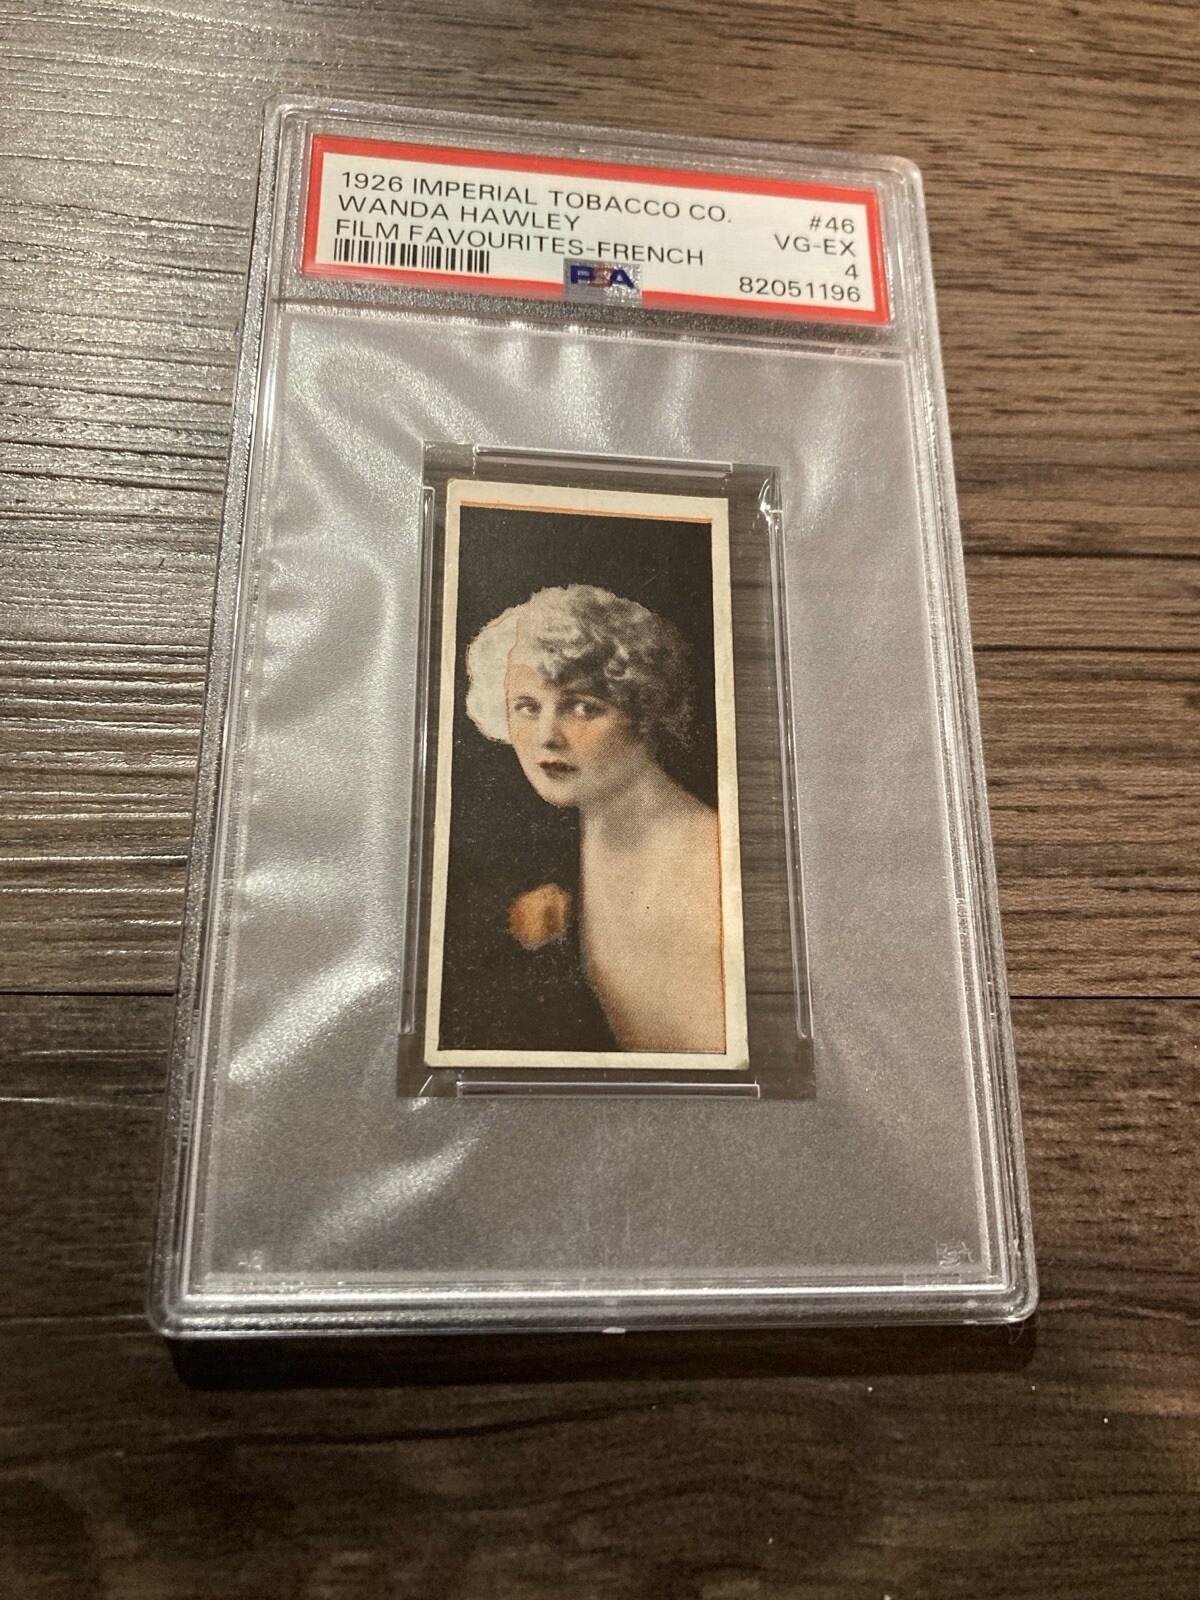 1926 IMPERIAL TOBACCO CO.
#46
WANDA HAWLEY
VG-EX
FILM FAVOURITES-FRENCH
4
PSA
82051196